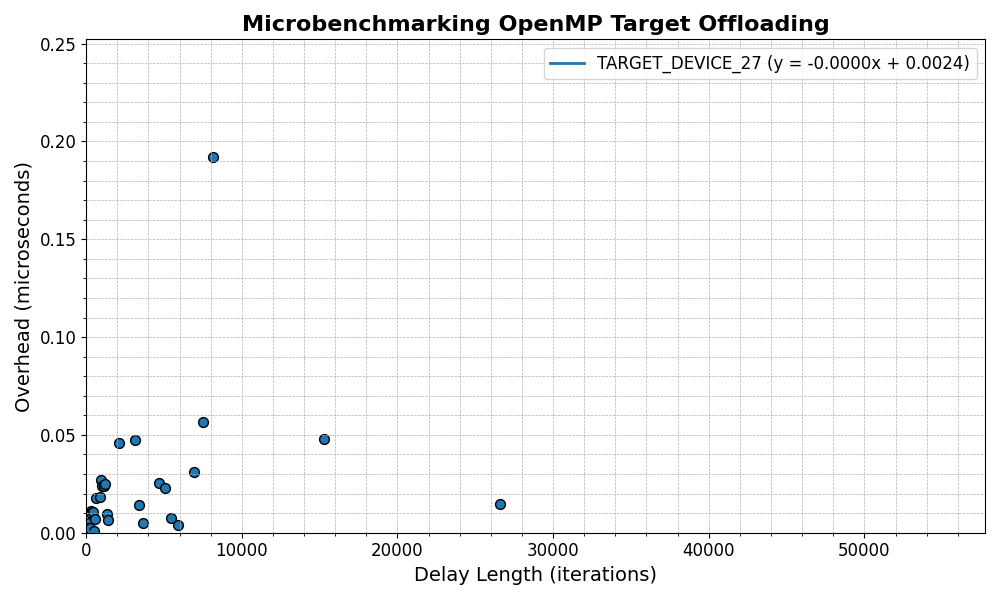 Microbenchmarking OpenMP Target Offloading
TARGET_DEVICE_27 (y = -0.0000x + 0.0024)
Overhead (microseconds)
0.25
0.20
0.15
0.10
0.05
0.00
0 10000 20000 30000 40000 50000
Delay Length (iterations)